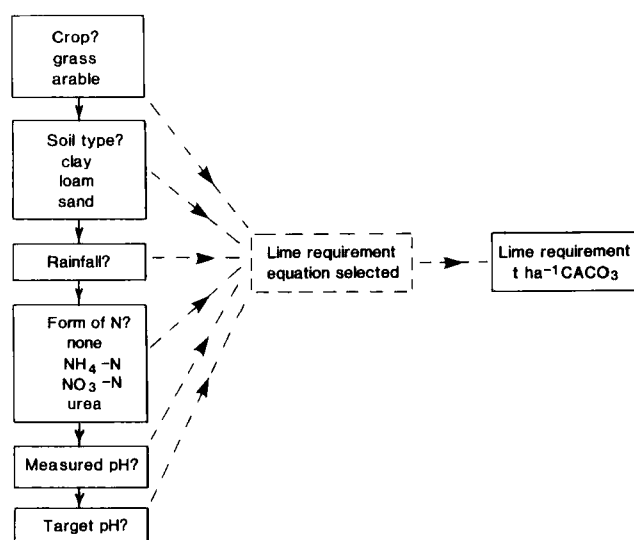 Crop?
grass
arable
Soil type?
clay
loam
sand
Rainfall?
Form of N?
none
NH₄ -N
NO₃ -N
urea
Measured pH?
Target pH?
Lime requirement
equation selected
Lime requirement
t ha⁻¹ CACO₃